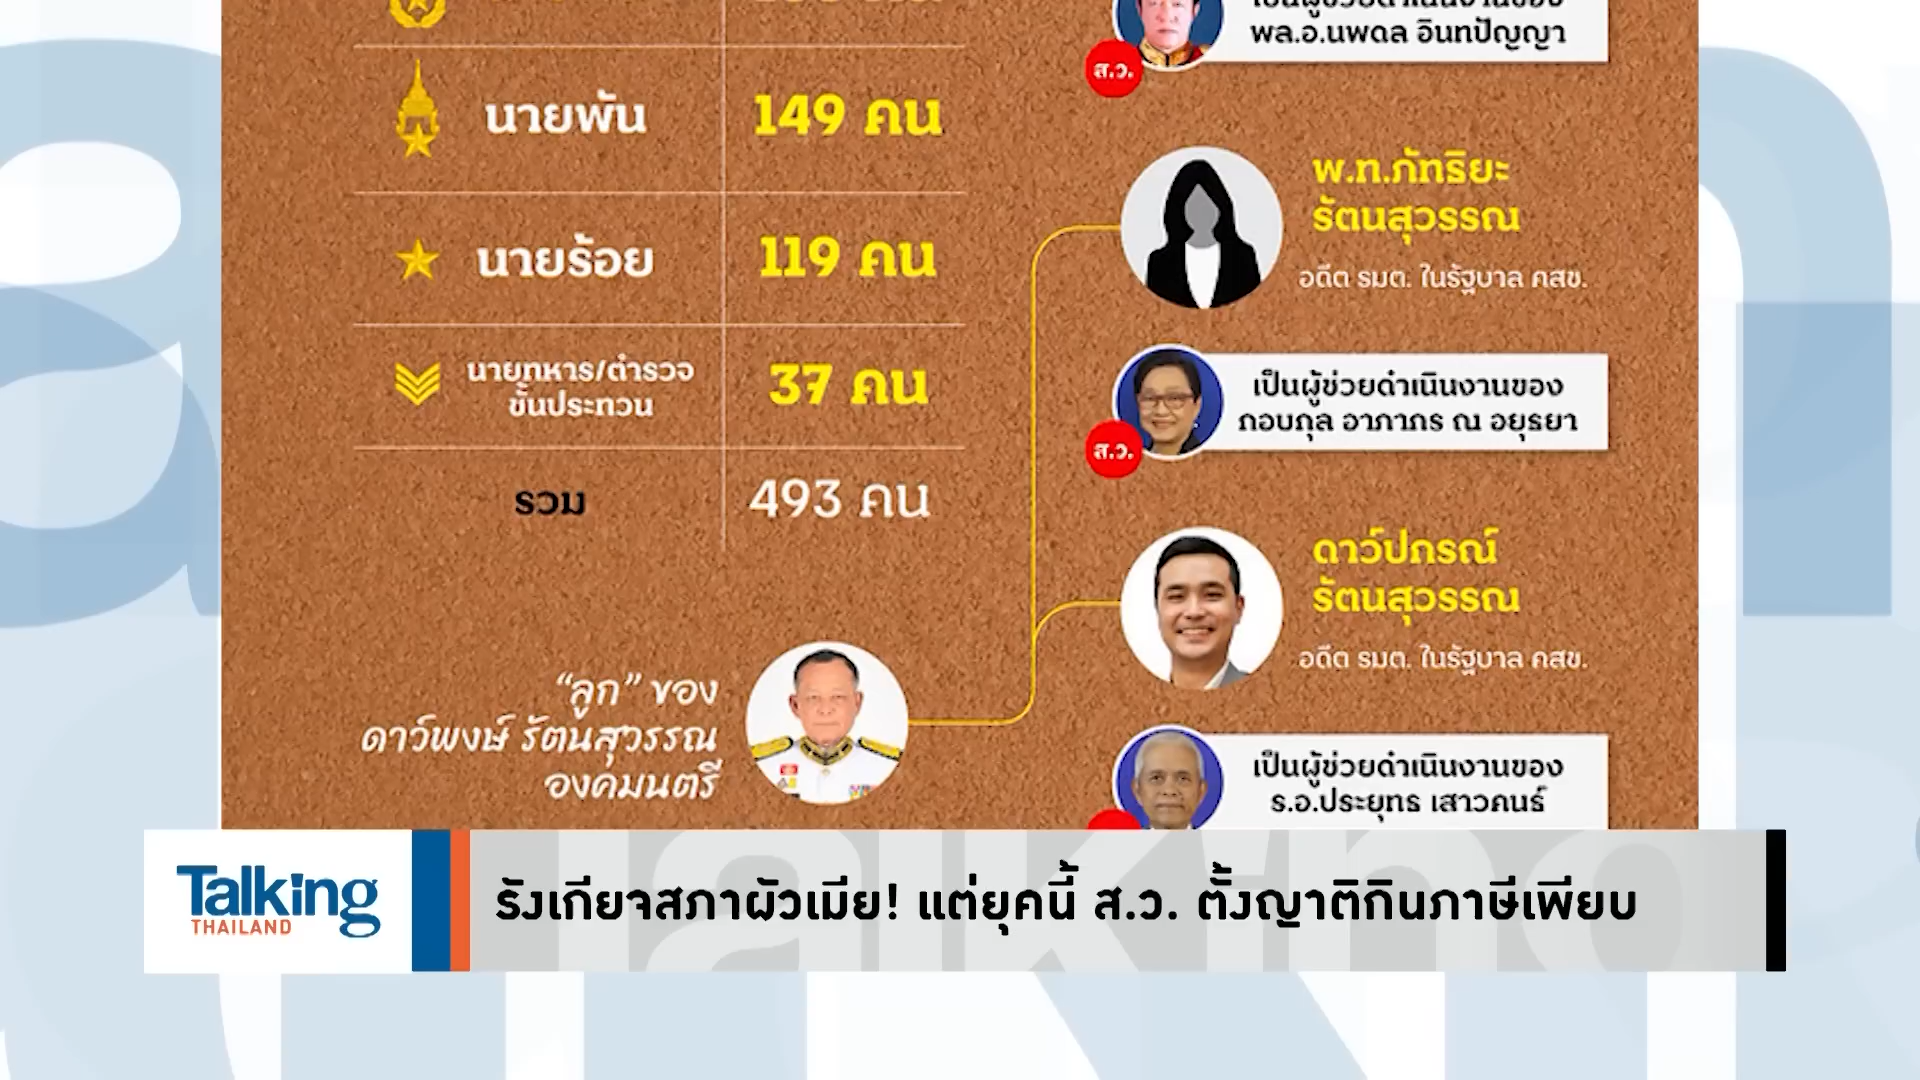 พล.อ.นพดล อินทปัญญา
ส.ว.
นายพัน 149 คน
นายร้อย 119 คน
นายทหาร/ตำรวจ
ชั้นประทวน
37 คน
รวม 493 คน
"ลูก" ของ
ดาว์พงษ์ รัตนสุวรรณ
องคมนตรี
พ.ท.ภัทธิยะ
รัตนสุวรรณ
อดีต รมต. ในรัฐบาล คสช.
เป็นผู้ช่วยดำเนินงานของ
กอบกุล อาภากร ณ อยุธยา
ส.ว.
ดาว์ปกรณ์
รัตนสุวรรณ
อดีต รมต. ในรัฐบาล คสช.
เป็นผู้ช่วยดำเนินงานของ
ร.อ.ประยุทธ เสาวคนธ์
Talking
THAILAND
รังเกียจสภาผัวเมีย! แต่ยุคนี้ ส.ว. ตั้งญาติกินภาษีเพียบ